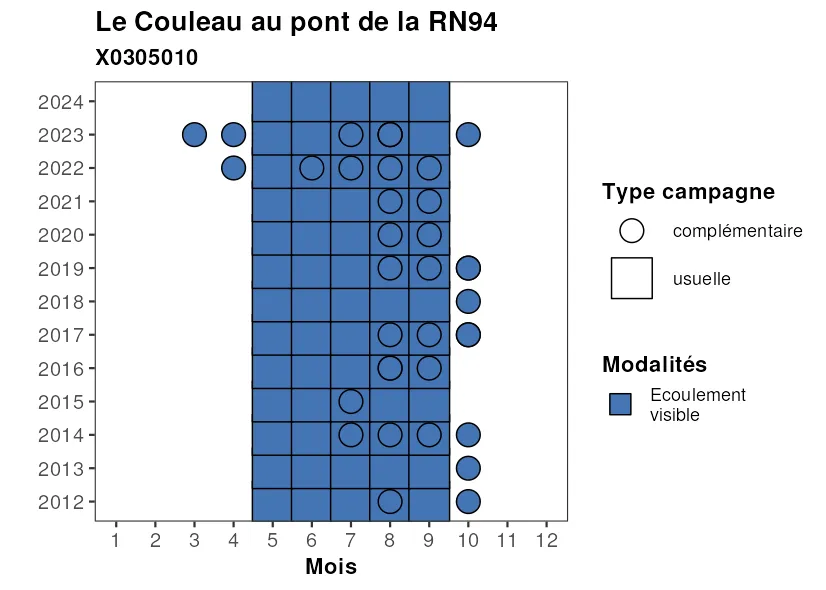 Le Couleau au pont de la RN94
X0305010
2024
2023
2022
2021
2020
2019
2018
2017
2016
2015
2014
2013
2012
1 2 3 4 5 6 7 8 9 10 11 12
Mois
Type campagne
complémentaire
usuelle
Modalités
Ecoulement
visible